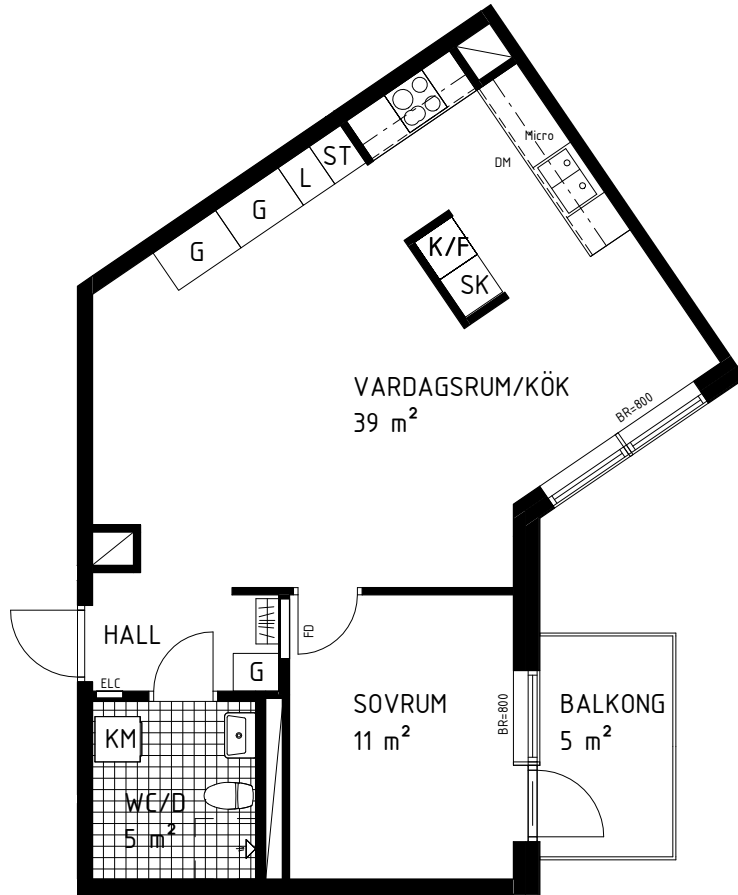 Micro
DM
ST
L
G
G
K/F
SK
VARDAGSRUM/KÖK
39 m²
BR=800
HALL
FD
G
ELC
KM
SOVRUM
11 m²
BR=800
BALKONG
5 m²
WC/D
5 m²